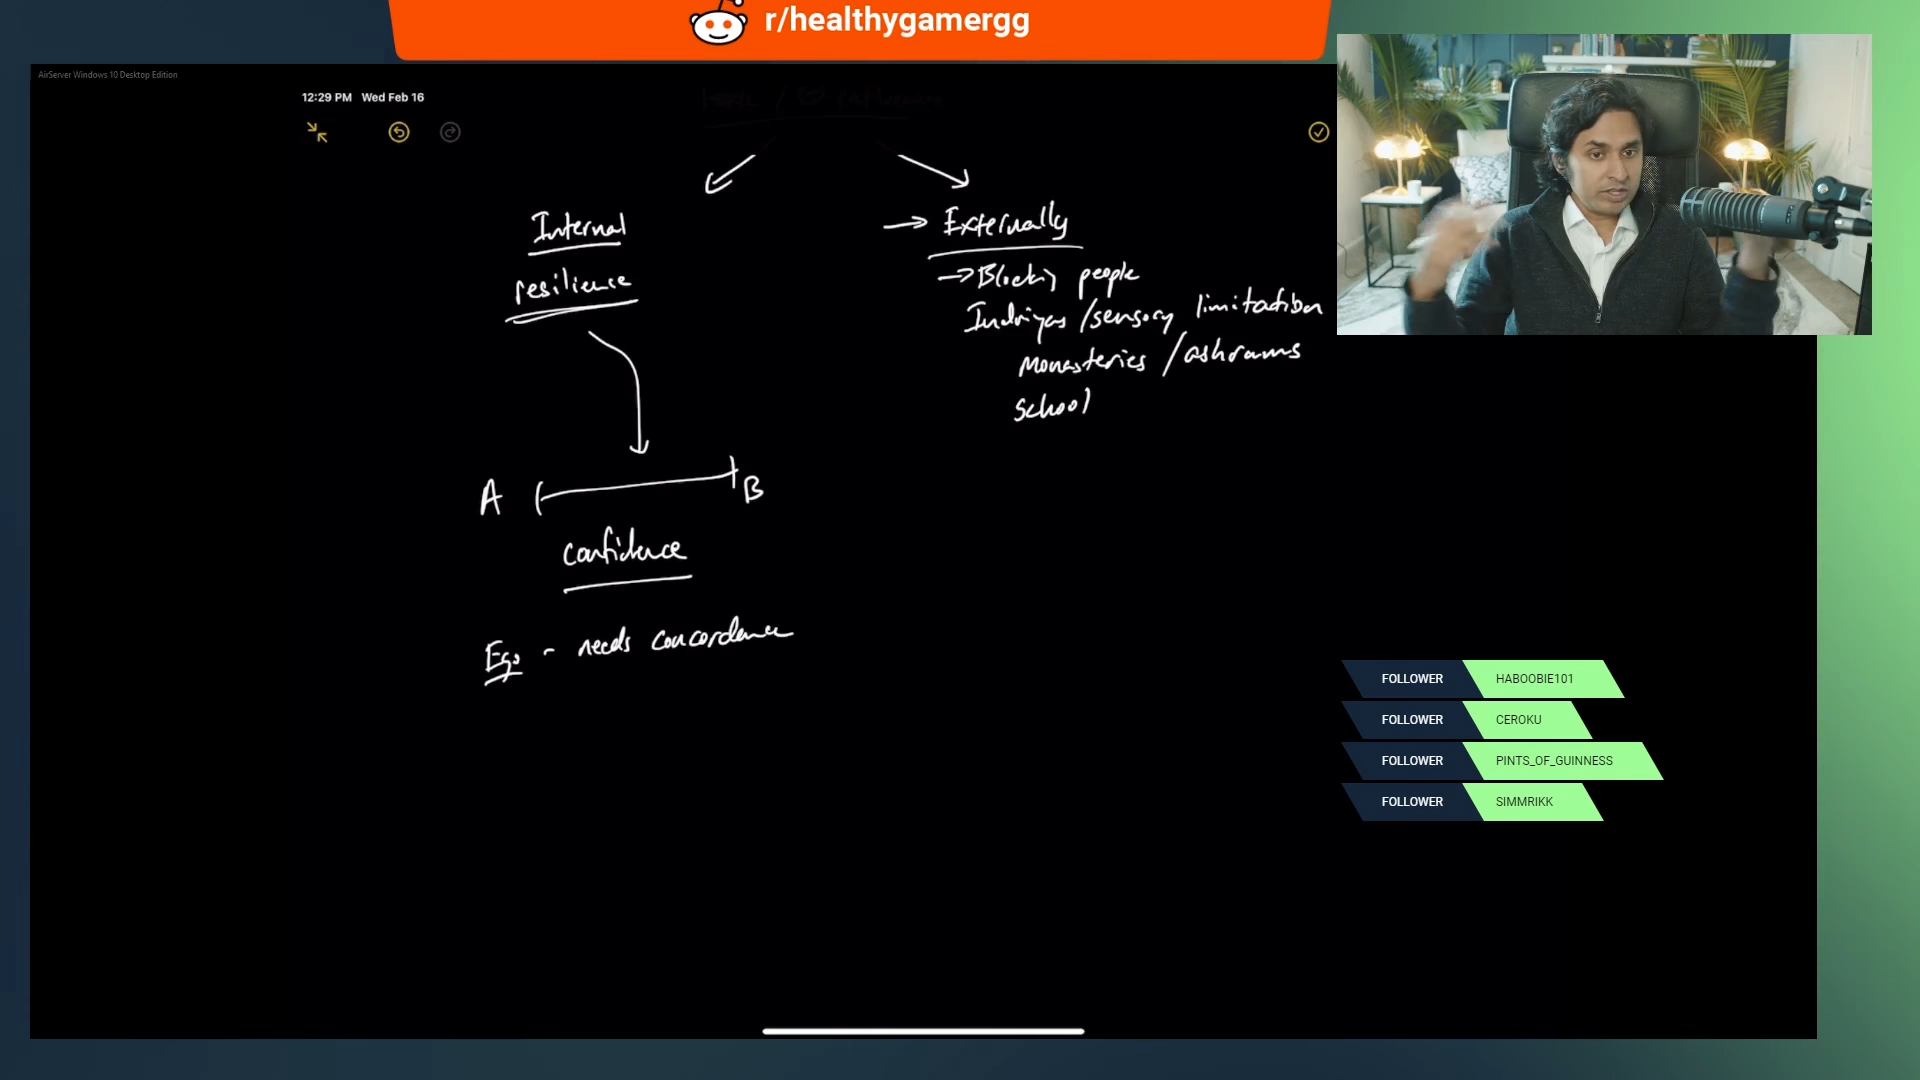 r/healthygamergg
AirServer Windows 10 Desktop Edition
12:29 PM Wed Feb 16
Internal
resilience
Externally
Blocking people
Indriyas / sensory limitation
Monasteries / ashrams
School
A B
confidence
Ego - needs concordance
FOLLOWER HABOOBIE101
FOLLOWER CEROKU
FOLLOWER PINTS_OF_GUINNESS
FOLLOWER SIMMRIKK